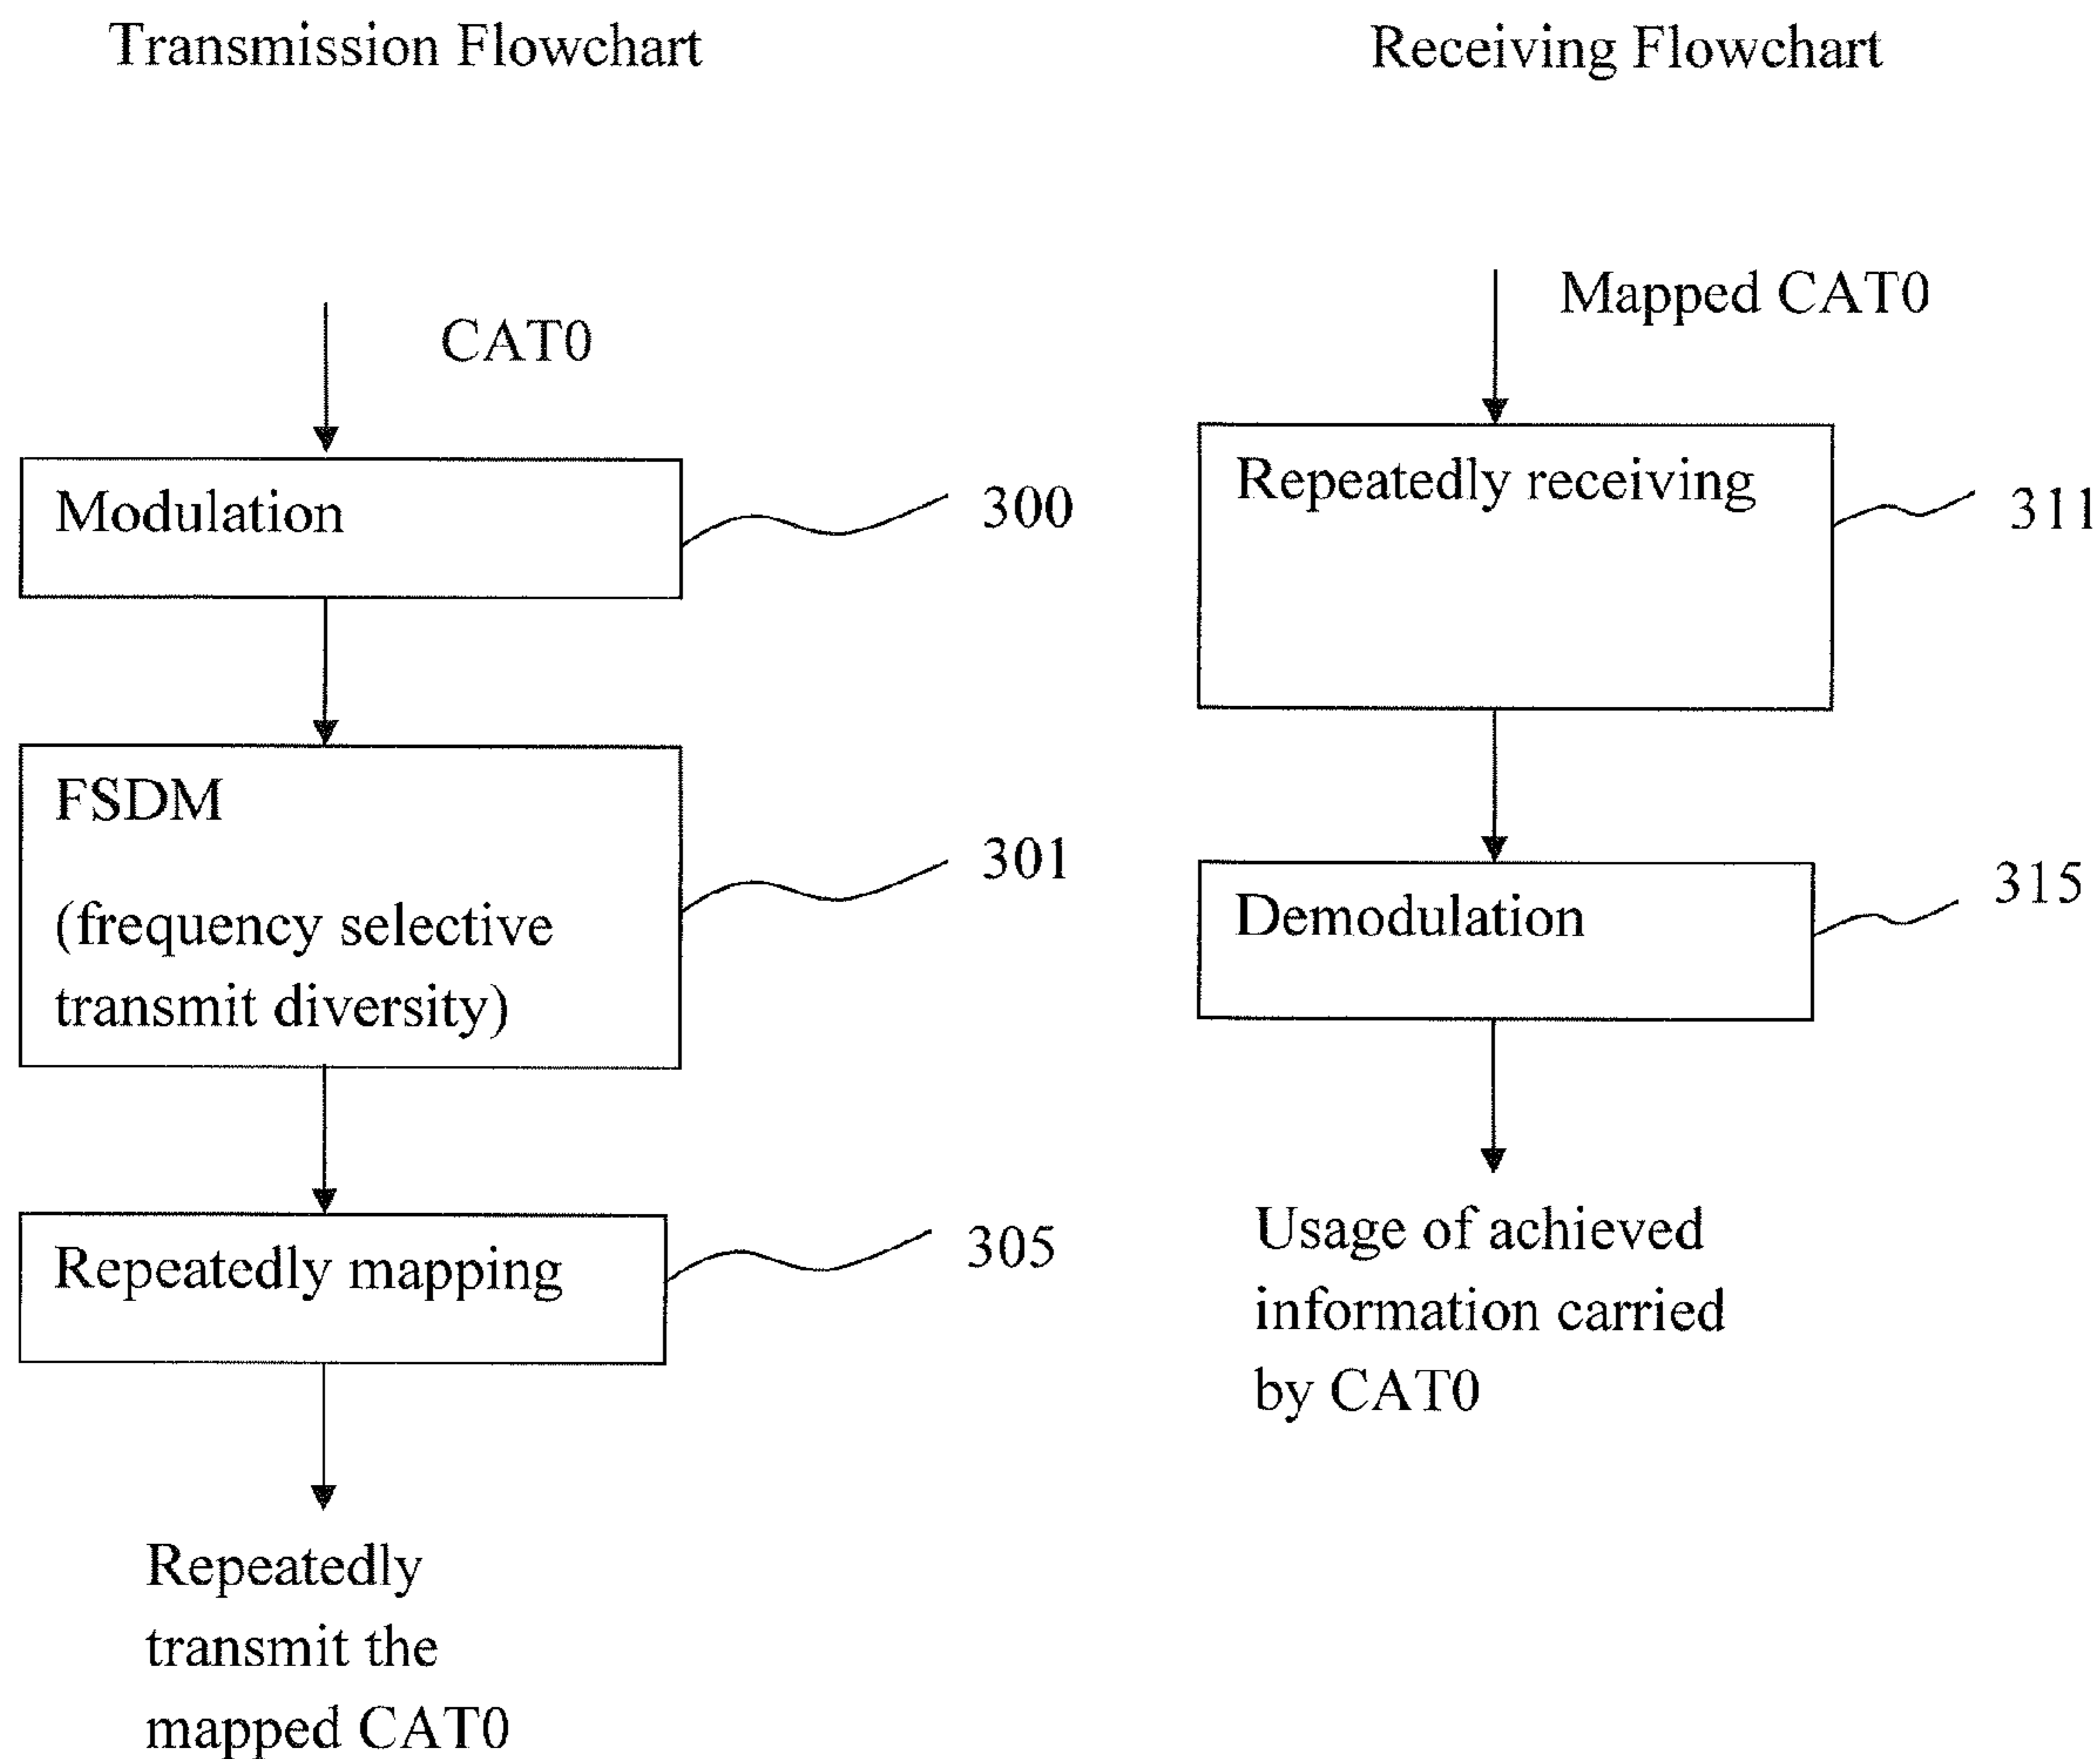 Transmission Flowchart
CAT0
Modulation
300
FSDM
(frequency selective
transmit diversity)
301
Repeatedly mapping
305
Repeatedly
transmit the
mapped CAT0
Receiving Flowchart
Mapped CAT0
Repeatedly receiving
311
Demodulation
315
Usage of achieved
information carried
by CAT0